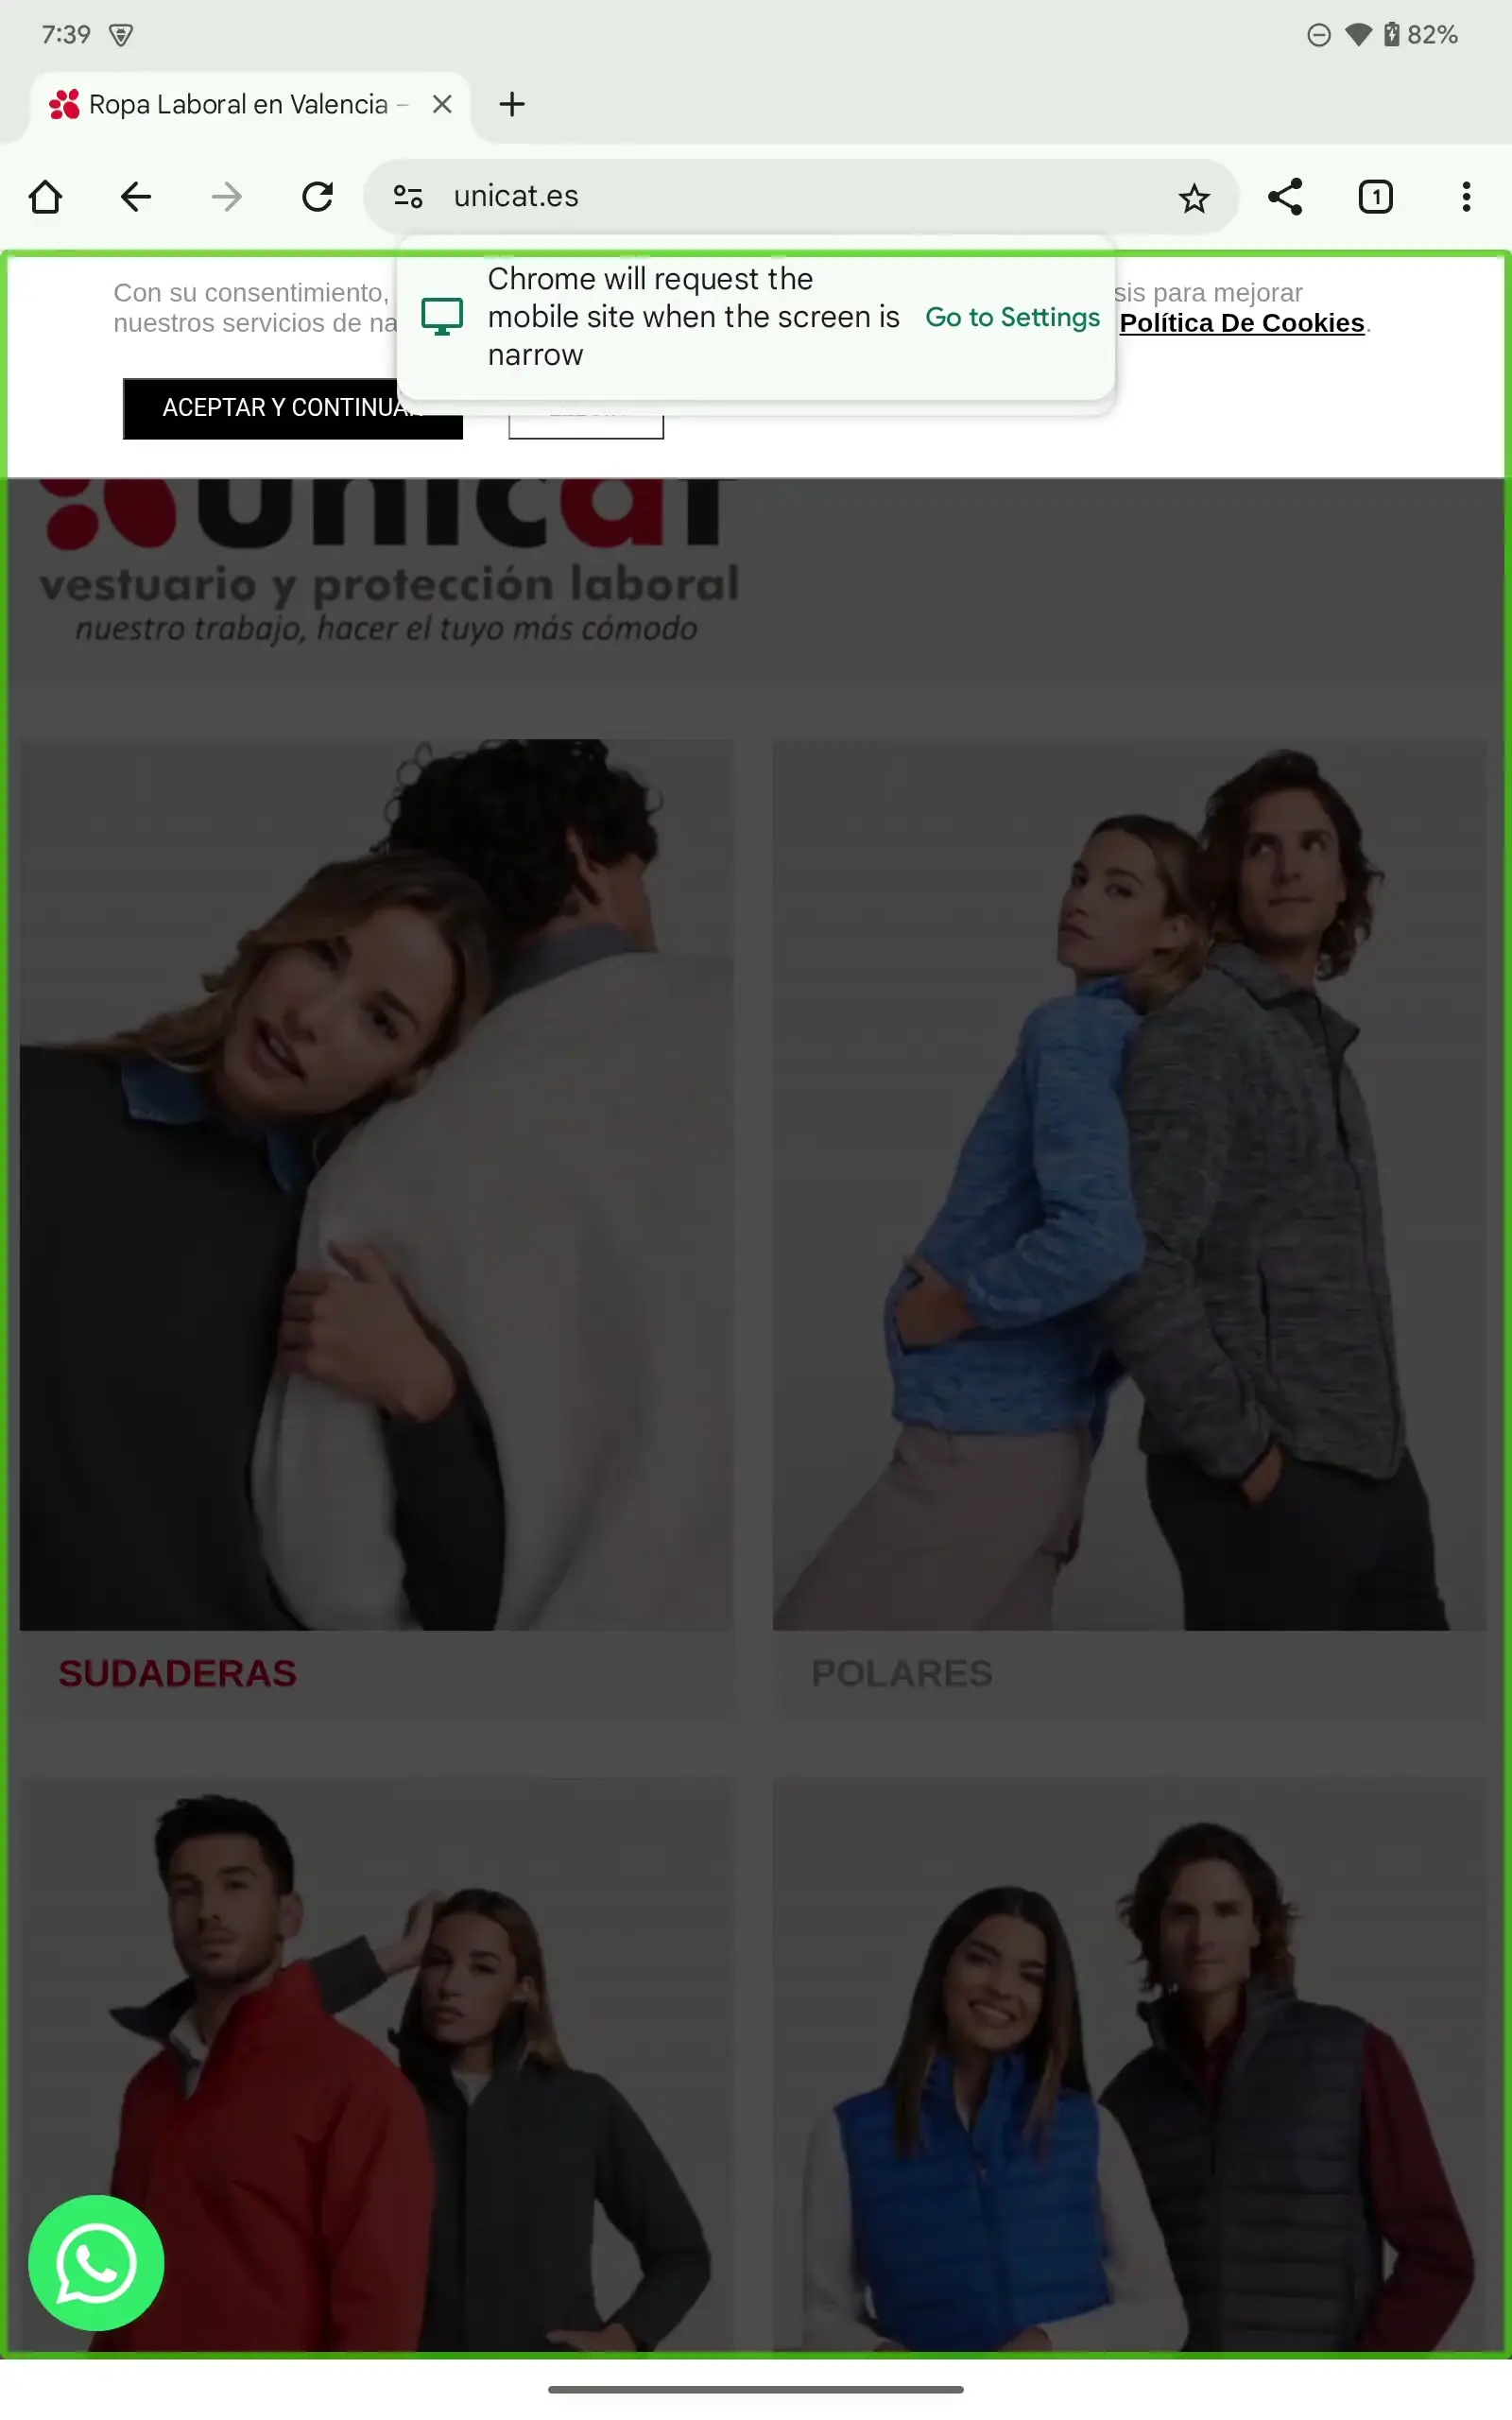 7:39
82%
Ropa Laboral en Valencia –
unicat.es
1
Chrome will request the
mobile site when the screen is
narrow
Go to Settings
Con su consentimiento,
sis para mejorar
nuestros servicios de na
Política De Cookies.
ACEPTAR Y CONTINUAR
unicat
vestuario y protección laboral
nuestro trabajo, hacer el tuyo más cómodo
SUDADERAS
POLARES